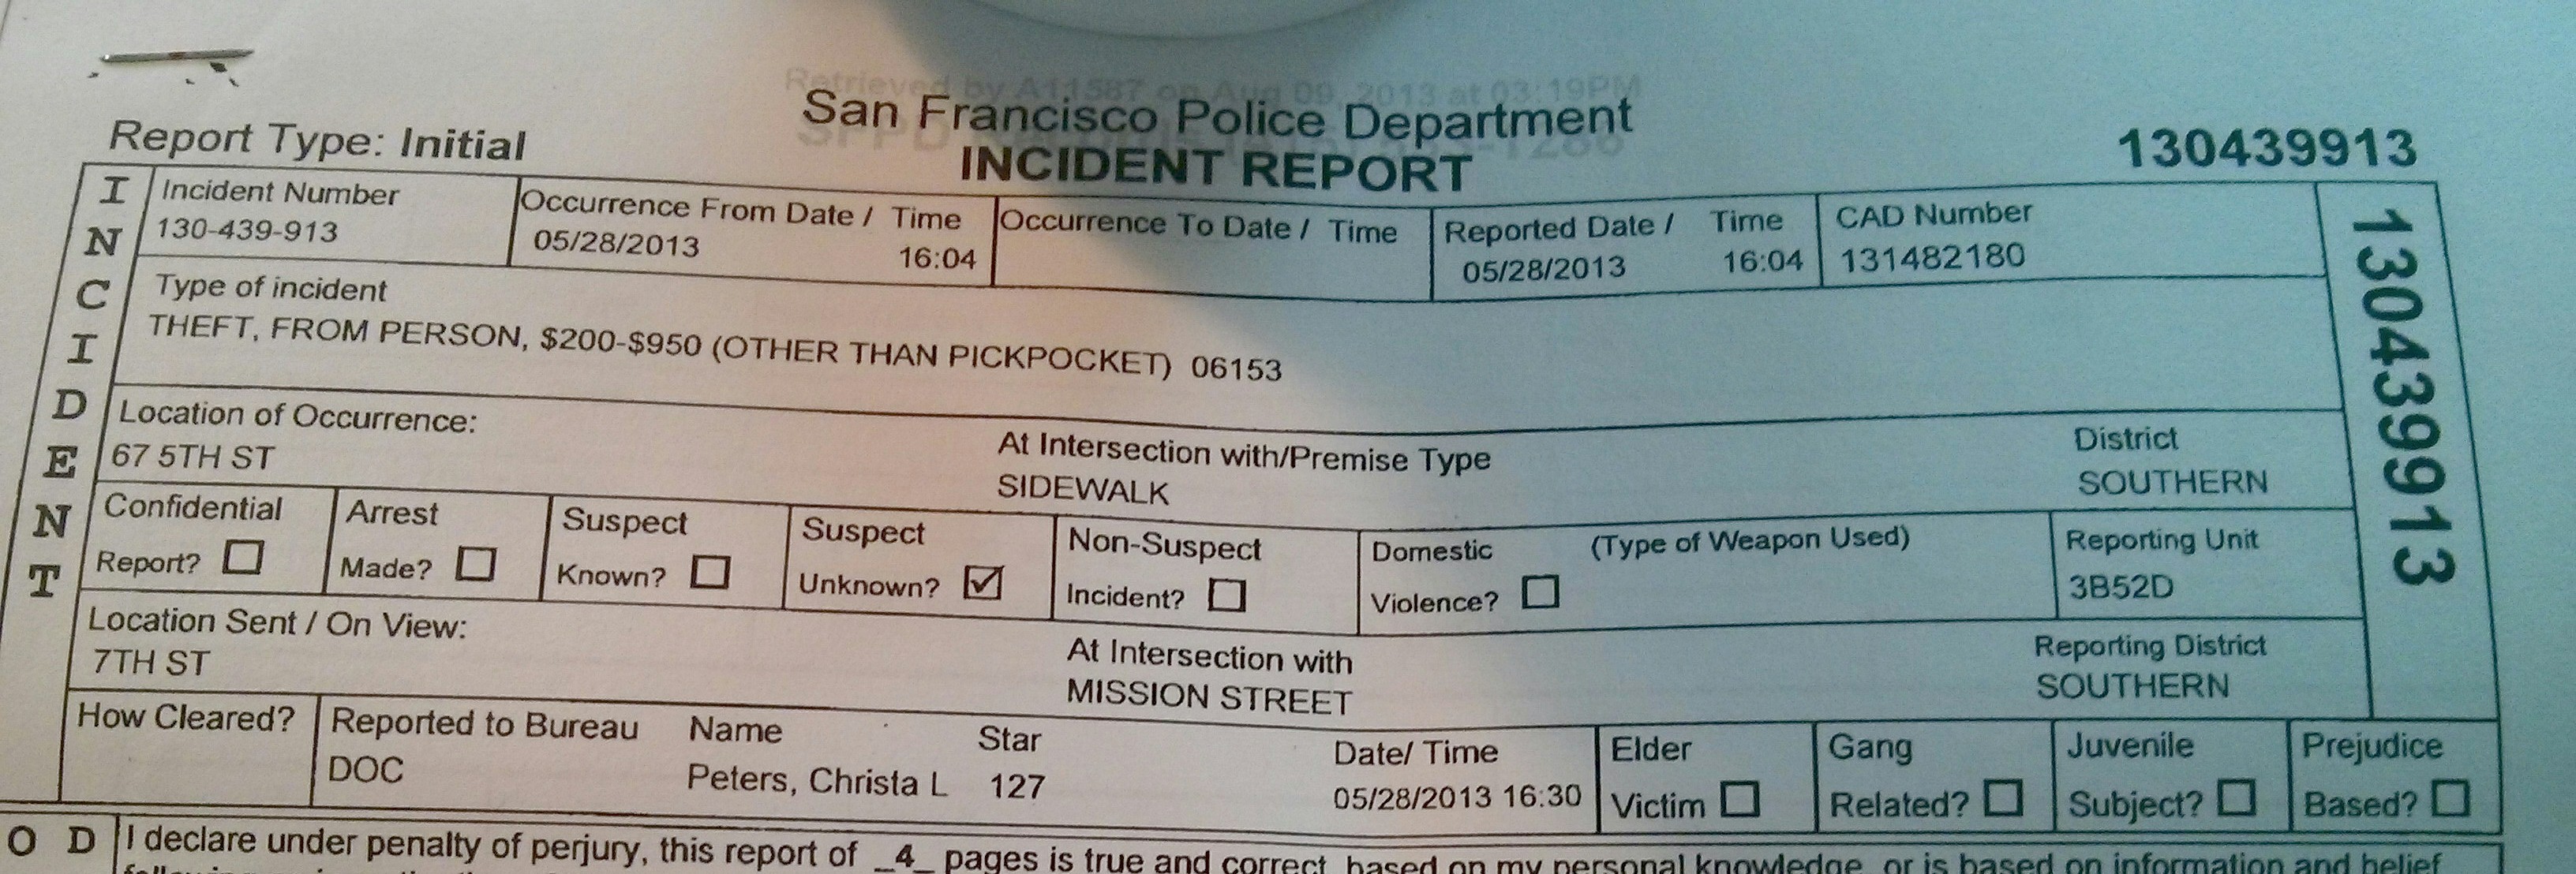 Retrieved by A11587 on Aug 09, 2013 at 03:19PM
San Francisco Police Department
Report Type: Initial
INCIDENT REPORT
130439913
INCIDENT
Incident Number
130-439-913
Occurrence From Date / Time
05/28/2013 16:04
Occurrence To Date / Time
Reported Date / Time
05/28/2013 16:04
CAD Number
131482180
130439913
Type of incident
THEFT, FROM PERSON, $200-$950 (OTHER THAN PICKPOCKET) 06153
Location of Occurrence:
67 5TH ST
At Intersection with/Premise Type
SIDEWALK
District
SOUTHERN
Confidential
Report? ☐
Arrest
Made? ☐
Suspect
Known? ☐
Suspect
Unknown? ☑
Non-Suspect
Incident? ☐
Domestic
Violence? ☐
(Type of Weapon Used)
Reporting Unit
3B52D
Location Sent / On View:
7TH ST
At Intersection with
MISSION STREET
Reporting District
SOUTHERN
How Cleared?
Reported to Bureau
DOC
Name
Peters, Christa L
Star
127
Date/ Time
05/28/2013 16:30
Elder
Victim ☐
Gang
Related? ☐
Juvenile
Subject? ☐
Prejudice
Based? ☐
O D
I declare under penalty of perjury, this report of _4_ pages is true and correct, based on my personal knowledge, or is based on information and belief